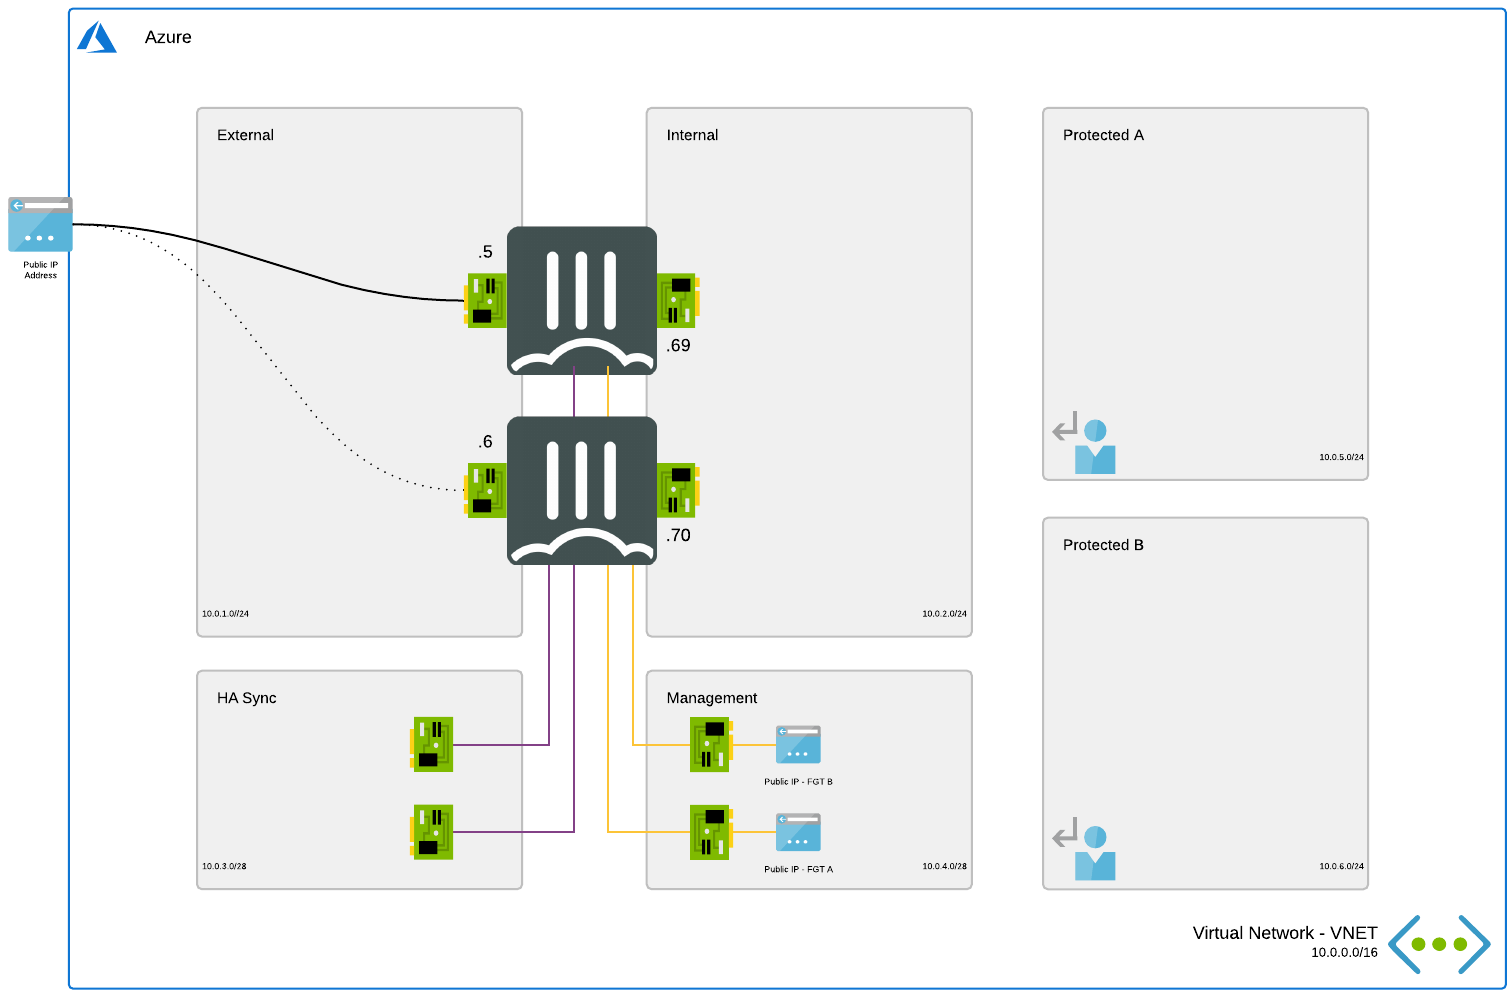 Azure
External
Internal
Protected A
Public IP
Address
.5
.69
.6
.70
10.0.5.0/24
Protected B
10.0.1.0//24
10.0.2.0/24
HA Sync
Management
Public IP - FGT B
Public IP - FGT A
10.0.3.0/28
10.0.4.0/28
10.0.6.0/24
Virtual Network - VNET
10.0.0.0/16